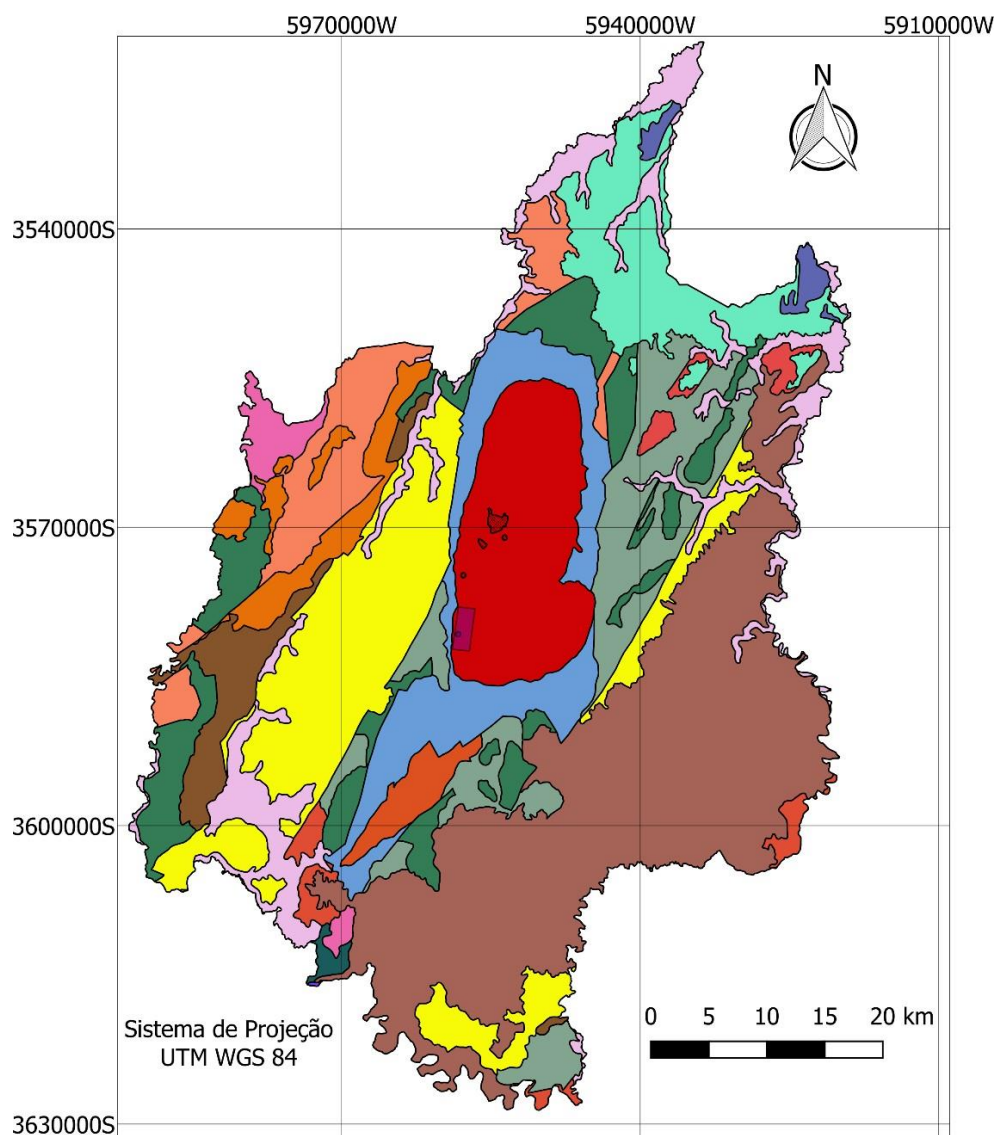 5970000W 5940000W 5910000W
N
3540000S
3570000S
3600000S
Sistema de Projeção
UTM WGS 84
0 5 10 15 20 km
3630000S